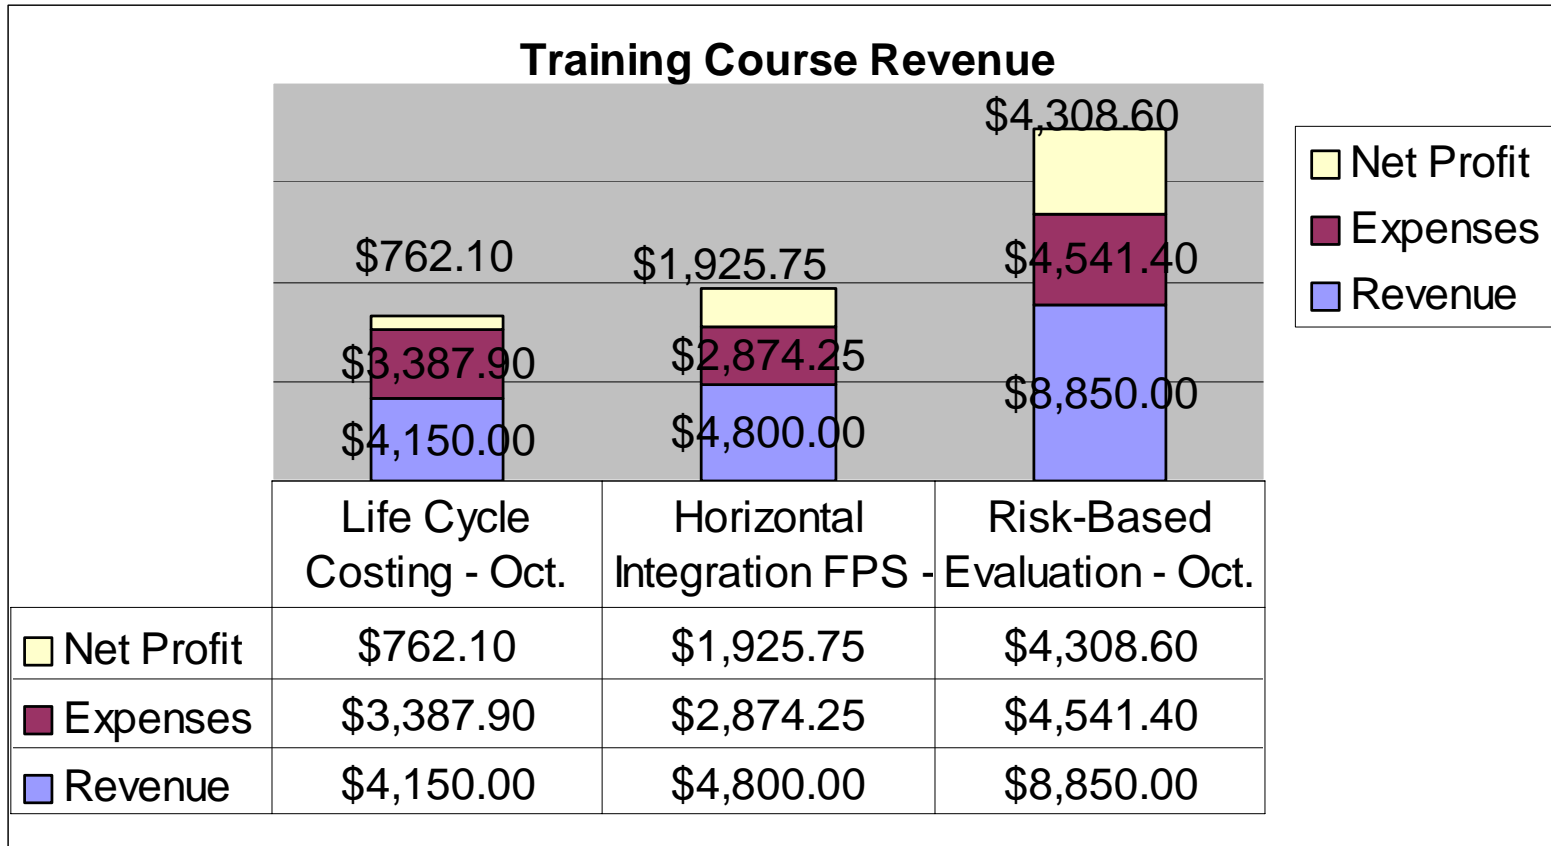 Training Course Revenue
$4,308.60
Net Profit
Expenses
Revenue
$762.10
$1,925.75
$4,541.40
$3,387.90
$2,874.25
$8,850.00
$4,150.00
$4,800.00
Life Cycle
Costing - Oct.
Horizontal
Integration FPS -
Risk-Based
Evaluation - Oct.
Net Profit $762.10 $1,925.75 $4,308.60
Expenses $3,387.90 $2,874.25 $4,541.40
Revenue $4,150.00 $4,800.00 $8,850.00